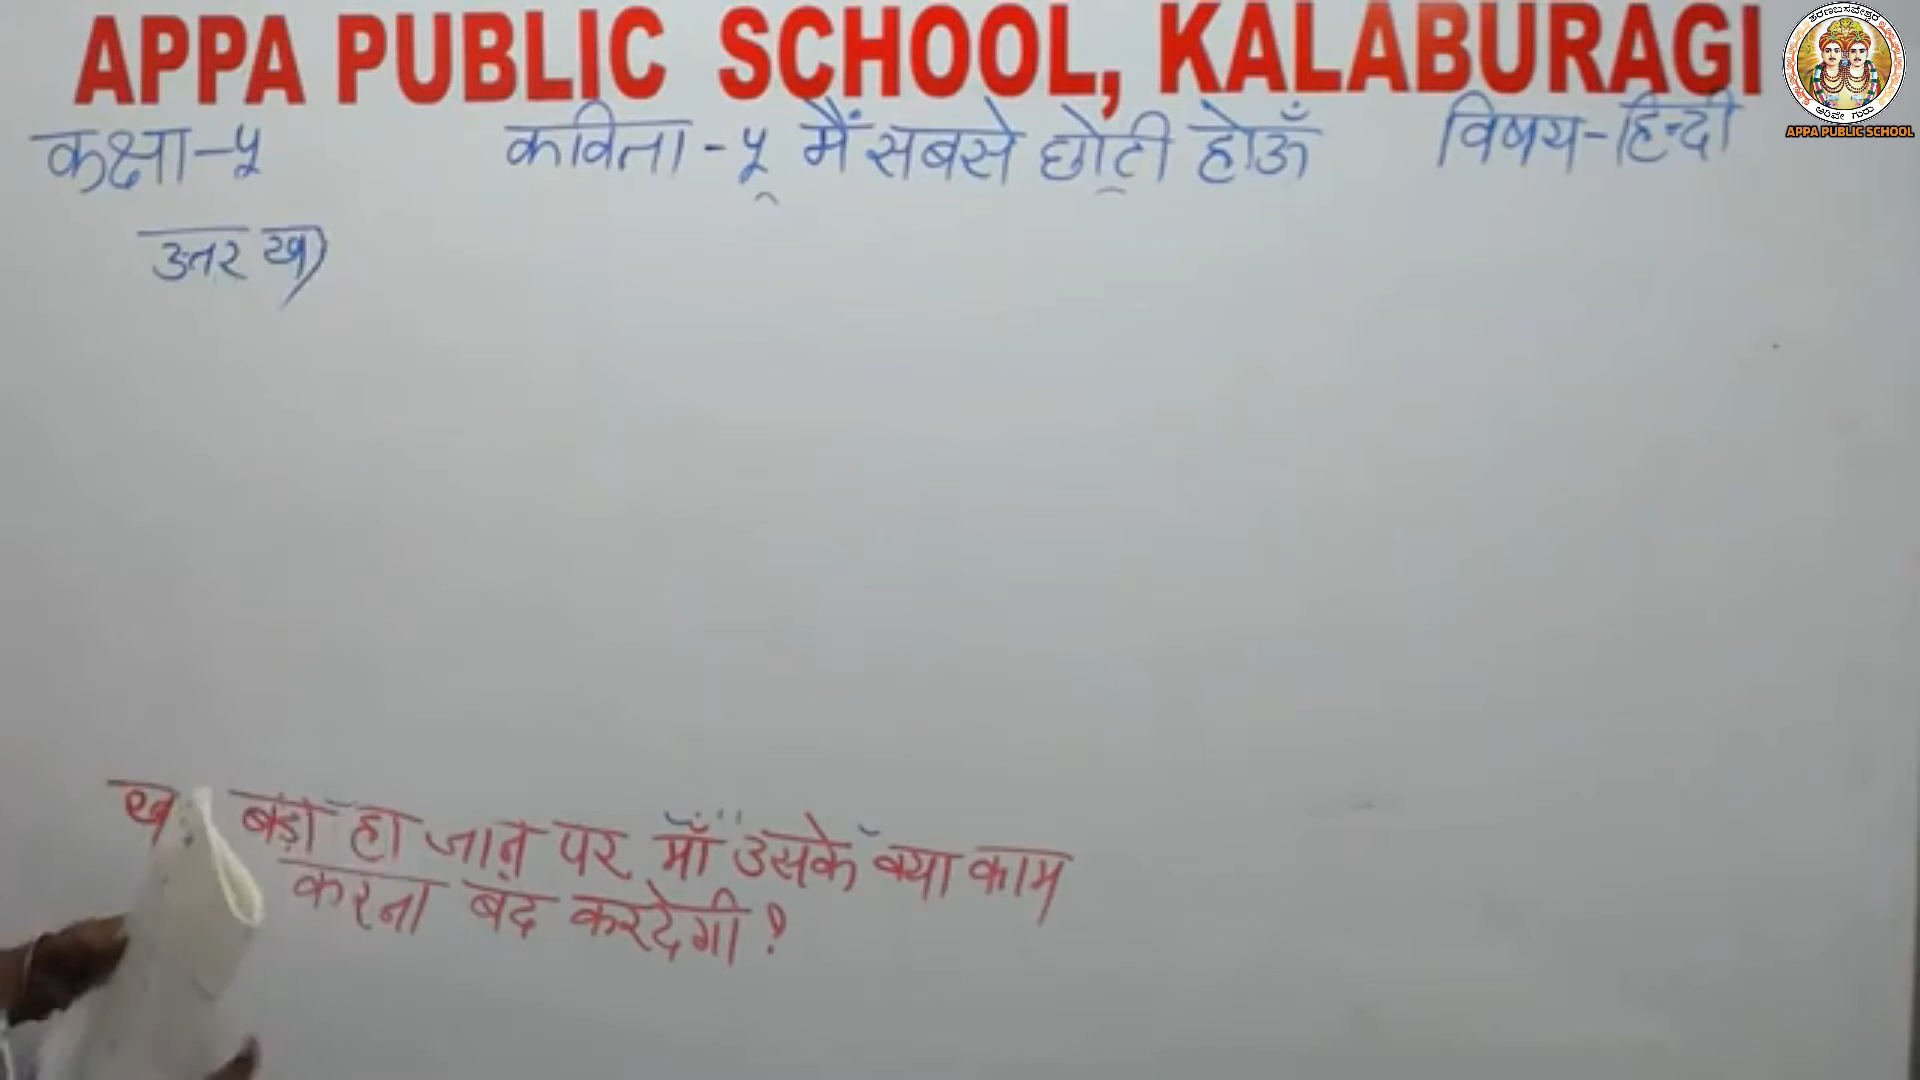 APPA PUBLIC SCHOOL, KALABURAGI
कक्षा-५ कविता-५ मैं सबसे छोटी होऊँ विषय-हिन्दी
APPA PUBLIC SCHOOL
उत्तर ख)
ख बड़ी हो जाने पर माँ उसके क्या काम
करना बंद करदेगी?